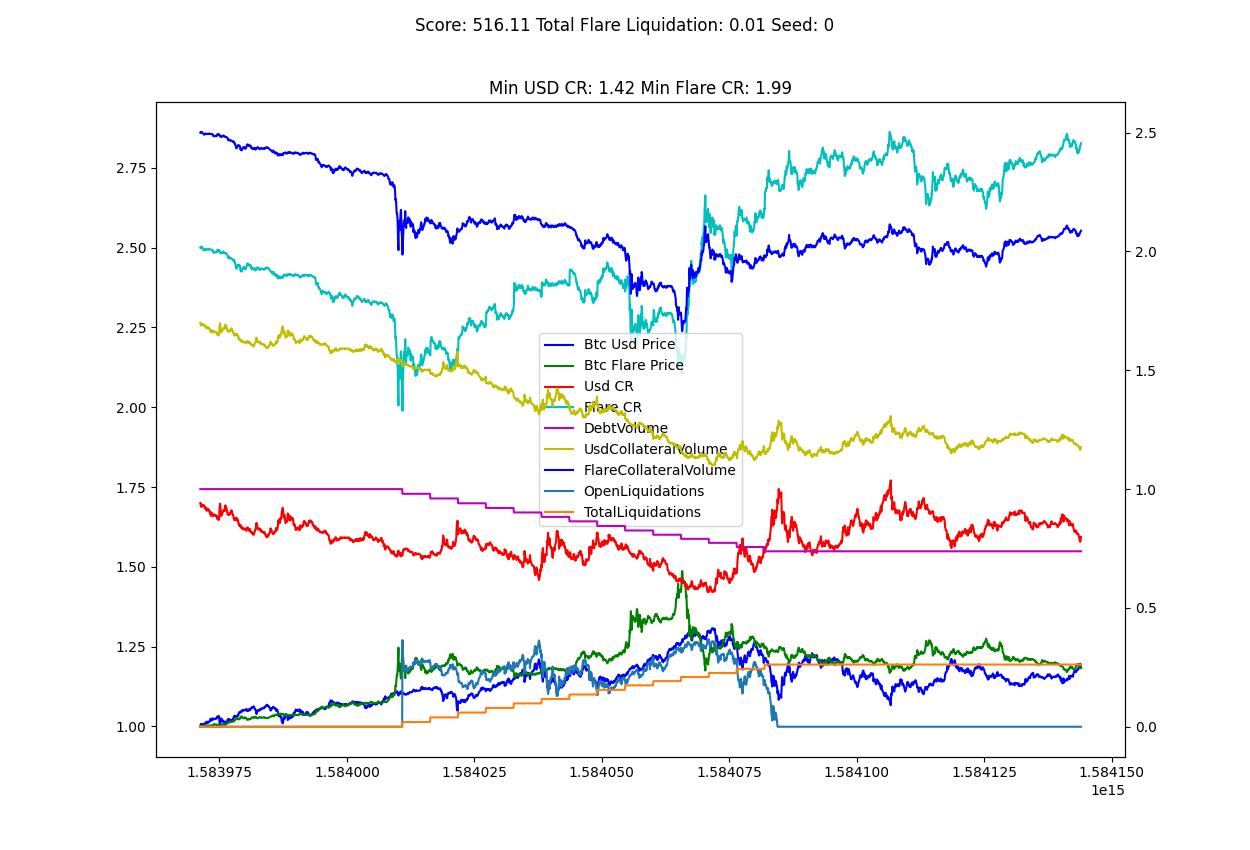 Score: 516.11 Total Flare Liquidation: 0.01 Seed: 0
Min USD CR: 1.42 Min Flare CR: 1.99
2.75
2.50
2.25
2.00
1.75
1.50
1.25
1.00
2.5
2.0
1.5
1.0
0.5
0.0
Btc Usd Price
Btc Flare Price
Usd CR
Flare CR
DebtVolume
UsdCollateralVolume
FlareCollateralVolume
OpenLiquidations
TotalLiquidations
1.583975 1.584000 1.584025 1.584050 1.584075 1.584100 1.584125 1.584150
1e15